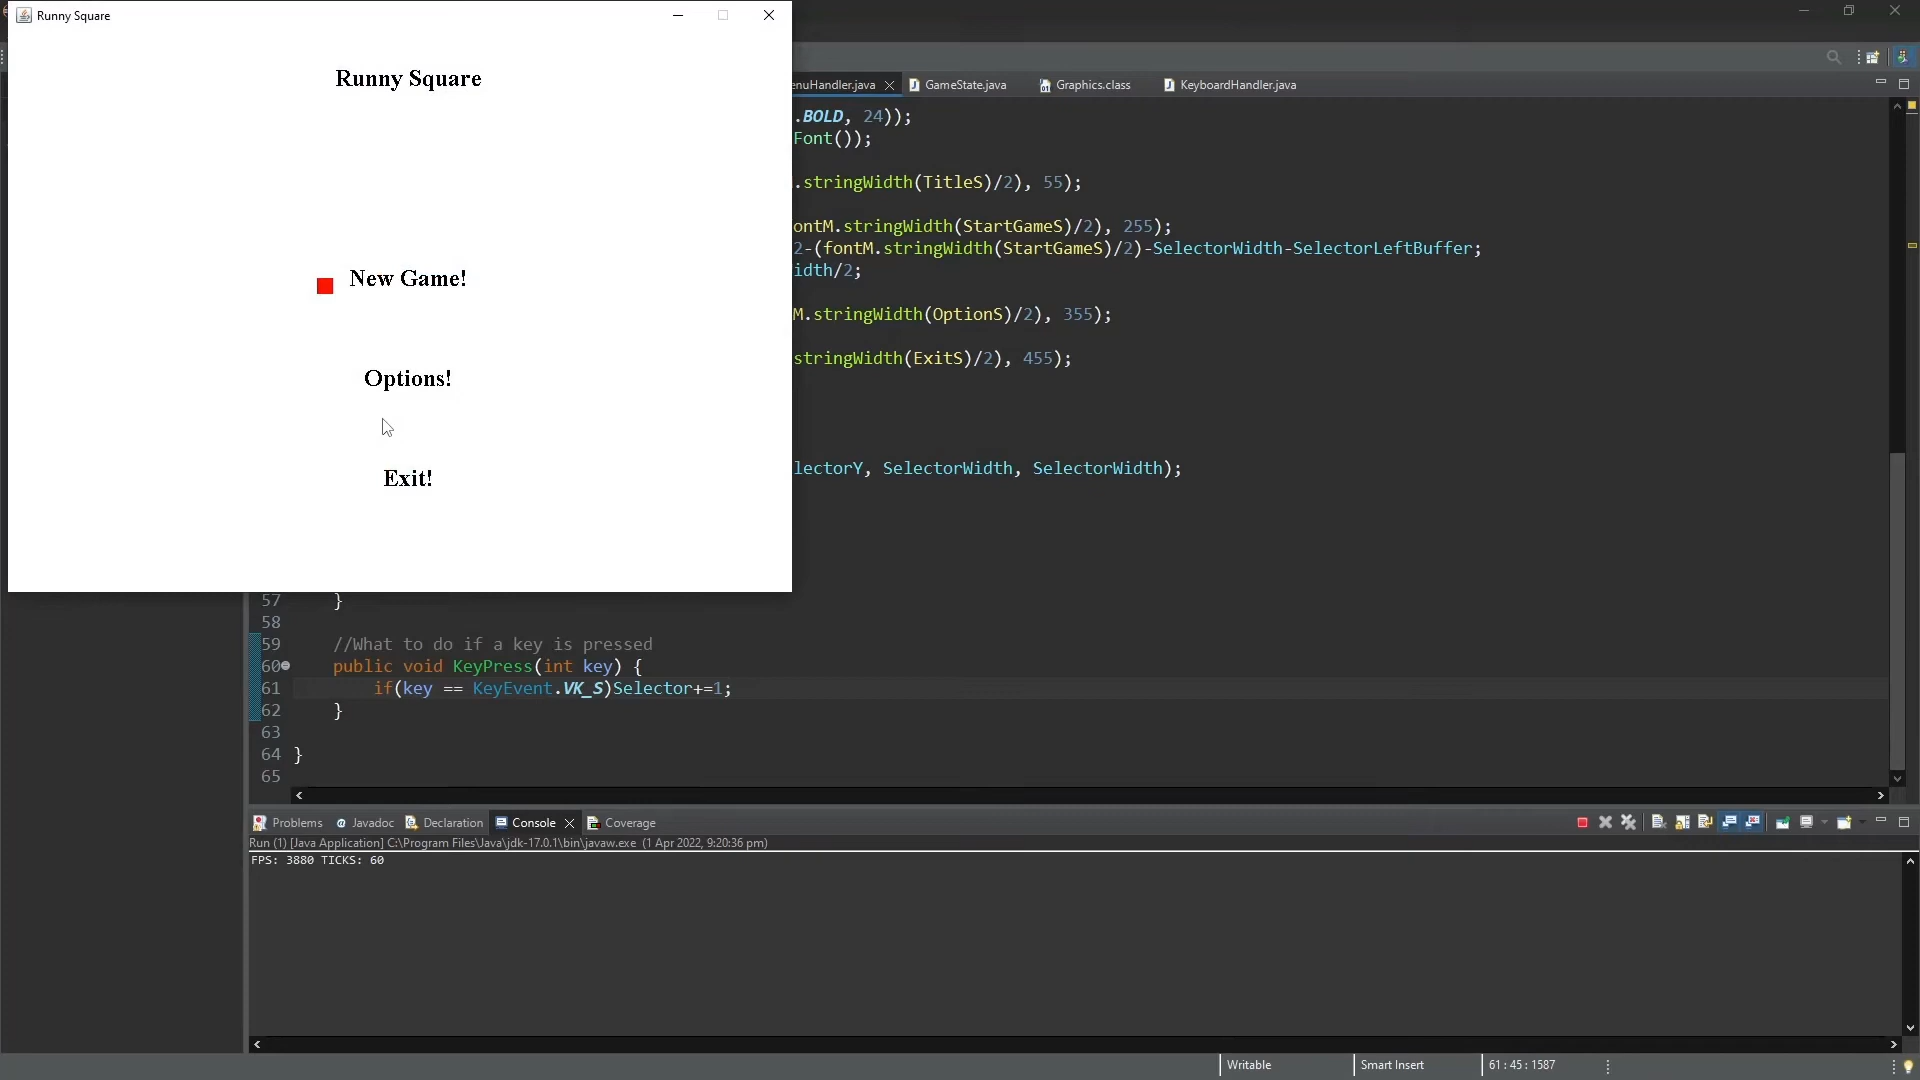 Runny Square
Runny Square
New Game!
Options!
Exit!
enuHandler.java
GameState.java
Graphics.class
KeyboardHandler.java
.BOLD, 24));
Font());
.stringWidth(TitleS)/2), 55);
ontM.stringWidth(StartGameS)/2), 255);
2-(fontM.stringWidth(StartGameS)/2)-SelectorWidth-SelectorLeftBuffer;
idth/2;
M.stringWidth(OptionS)/2), 355);
stringWidth(ExitS)/2), 455);
lectorY, SelectorWidth, SelectorWidth);
57 }
58
59 //What to do if a key is pressed
60 public void KeyPress(int key) {
61 if(key == KeyEvent.VK_S)Selector+=1;
62 }
63
64 }
65
Problems @ Javadoc Declaration Console Coverage
Run (1) [Java Application] C:\Program Files\Java\jdk-17.0.1\bin\javaw.exe (1 Apr 2022, 9:20:36 pm)
FPS: 3880 TICKS: 60
Writable
Smart Insert
61 : 45 : 1587